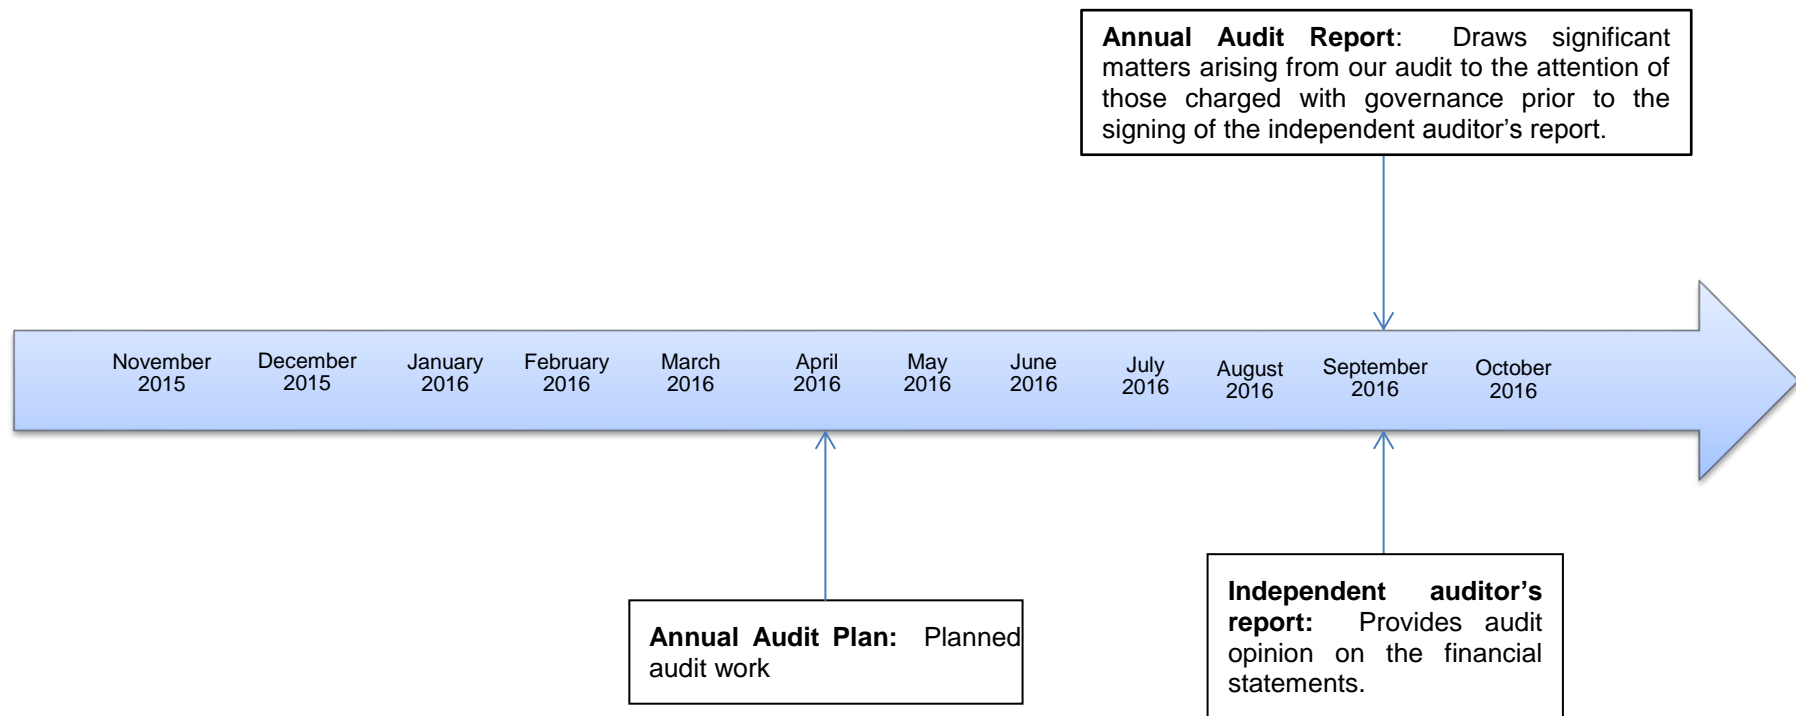 Annual Audit Report: Draws significant
matters arising from our audit to the attention of
those charged with governance prior to the
signing of the independent auditor’s report.
November
2015
December
2015
January
2016
February
2016
March
2016
April
2016
May
2016
June
2016
July
2016
August
2016
September
2016
October
2016
Annual Audit Plan: Planned
audit work
Independent auditor’s
report: Provides audit
opinion on the financial
statements.